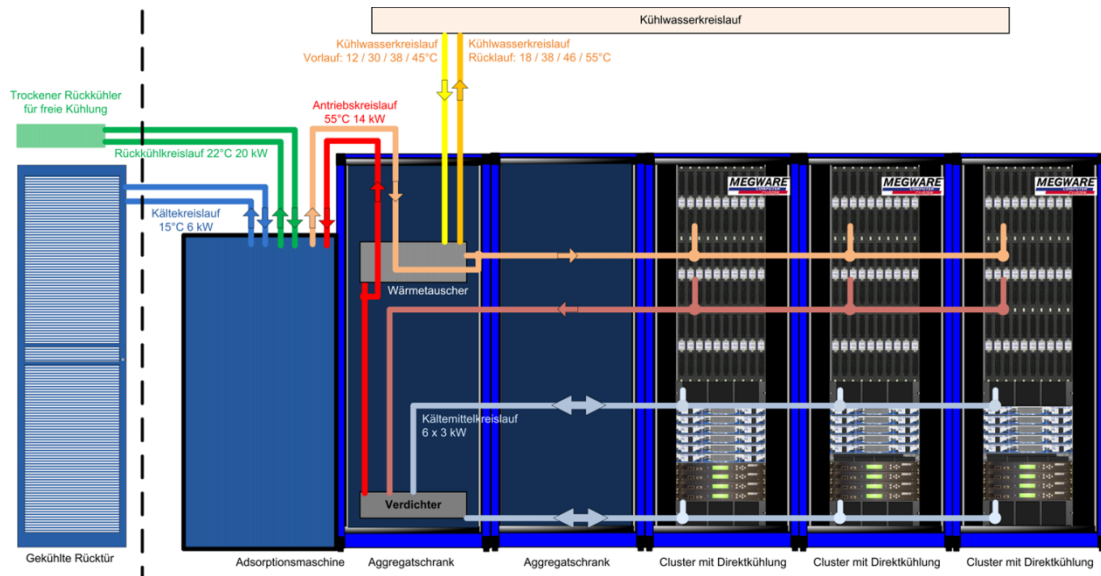 Kühlwasserkreislauf
Kühlwasserkreislauf
Vorlauf: 12 / 30 / 38 / 45°C
Kühlwasserkreislauf
Rücklauf: 18 / 38 / 46 / 55°C
Trockener Rückkühler
für freie Kühlung
Antriebskreislauf
55°C 14 kW
Rückkühlkreislauf 22°C 20 kW
Kältekreislauf
15°C 6 kW
MEGWARE
MEGWARE
MEGWARE
Wärmetauscher
Kältemittelkreislauf
6 x 3 kW
Verdichter
Gekühlte Rücktür
Adsorptionsmaschine
Aggregatschrank
Aggregatschrank
Cluster mit Direktkühlung
Cluster mit Direktkühlung
Cluster mit Direktkühlung